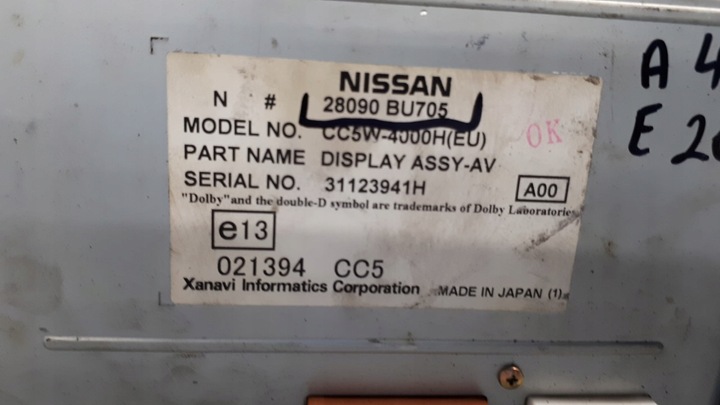 NISSAN
N # 28090 BU705
MODEL NO. CC5W-4000H(EU)
PART NAME DISPLAY ASSY-AV
SERIAL NO. 31123941H
A00
OK
"Dolby"and the double-D symbol are trademarks of Dolby Laboratories
e13
021394 CC5
Xanavi Informatics Corporation MADE IN JAPAN (1)
A 4
E 2